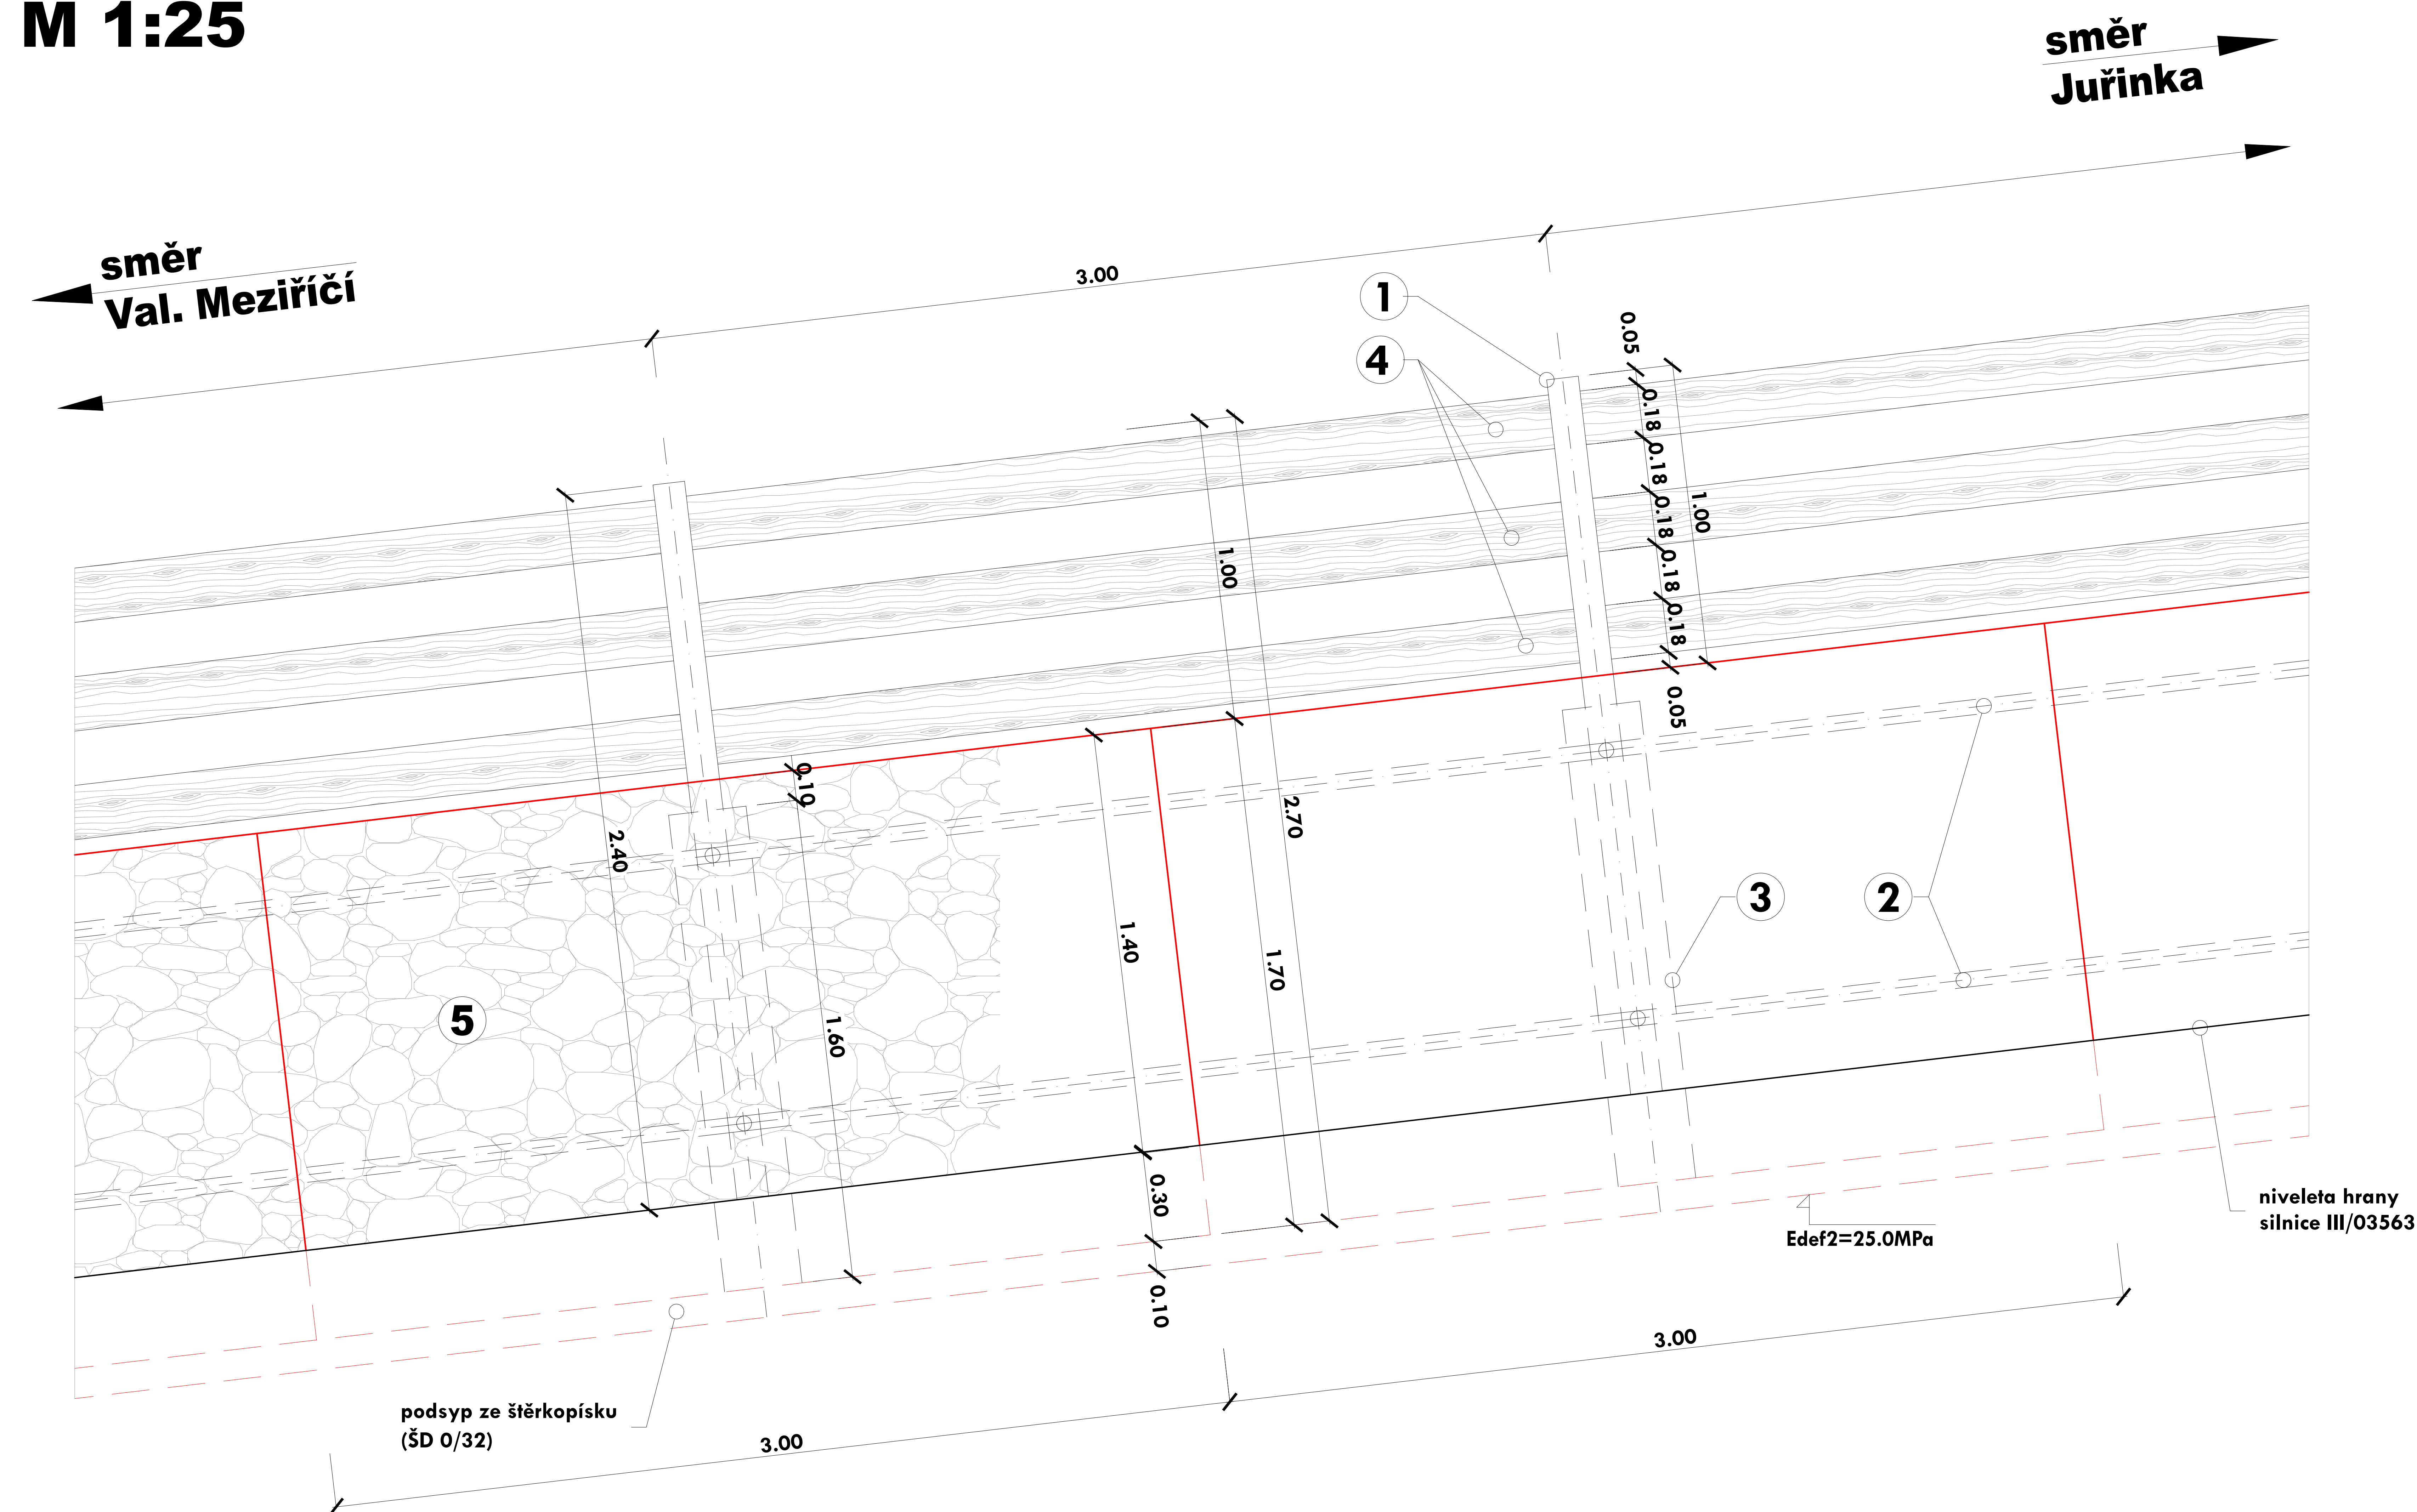 M 1:25
směr
Juřinka
směr
Val. Meziříčí
3.00
1
4
0.05
0.18
0.18
0.18
0.18
0.18
1.00
0.05
1.00
2.70
0.10
2.40
1.40
1.70
1.60
3
2
5
0.30
0.10
niveleta hrany
silnice III/03563
Edef2=25.0MPa
3.00
podsyp ze štěrkopísku
(ŠD 0/32)
3.00